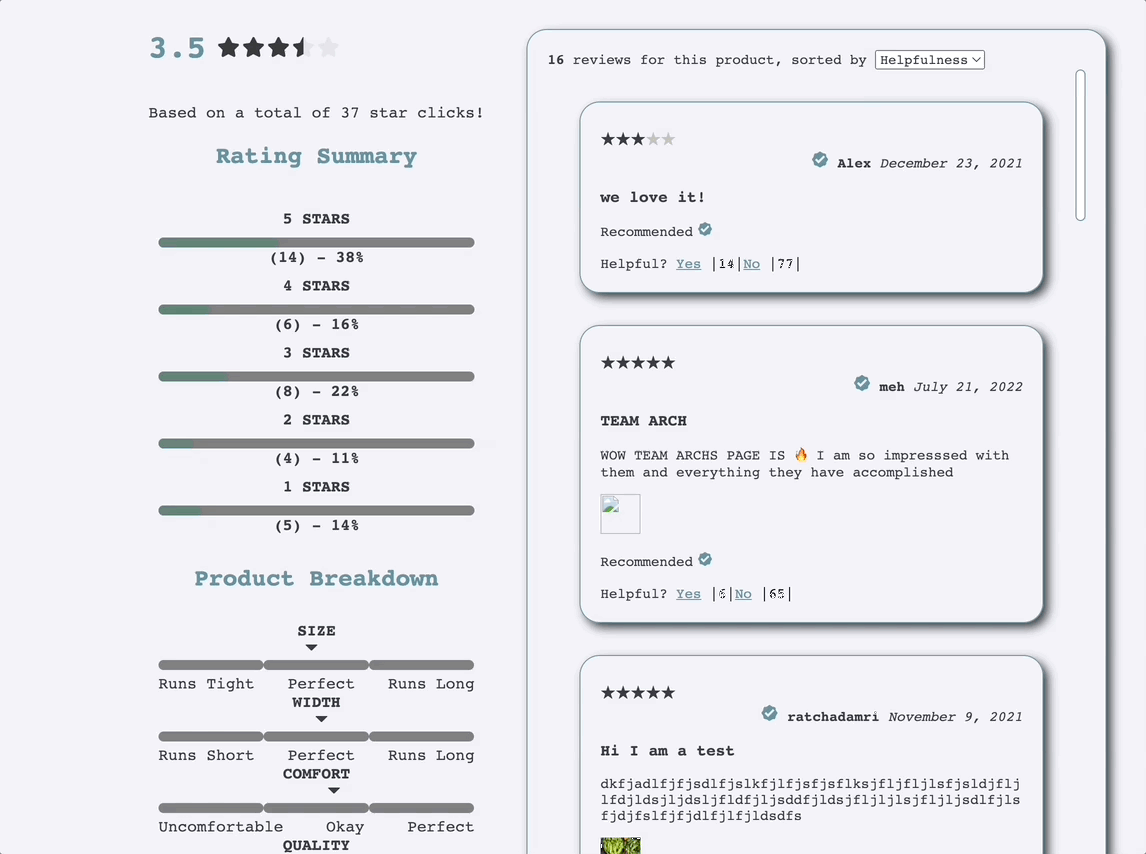 3.5
Based on a total of 37 star clicks!
Rating Summary
5 STARS
(14) - 38%
4 STARS
(6) - 16%
3 STARS
(8) - 22%
2 STARS
(4) - 11%
1 STARS
(5) - 14%
Product Breakdown
SIZE
Runs Tight Perfect Runs Long
WIDTH
Runs Short Perfect Runs Long
COMFORT
Uncomfortable Okay Perfect
QUALITY
16 reviews for this product, sorted by Helpfulness
Alex December 23, 2021
we love it!
Recommended
Helpful? Yes |14|No |77|
meh July 21, 2022
TEAM ARCH
WOW TEAM ARCHS PAGE IS 🔥 I am so impresssed with
them and everything they have accomplished
Recommended
Helpful? Yes |6|No |65|
ratchadamri November 9, 2021
Hi I am a test
dkfjadlfjfjsdlfjslkfjlfjsfjsflksjfljfljlsfjsldjflj
lfdjldsjljdsljfldfjljsddfjldsjfljljlsjfljljsdlfjls
fjdjfslfjfjdlfjlfjldsdfs